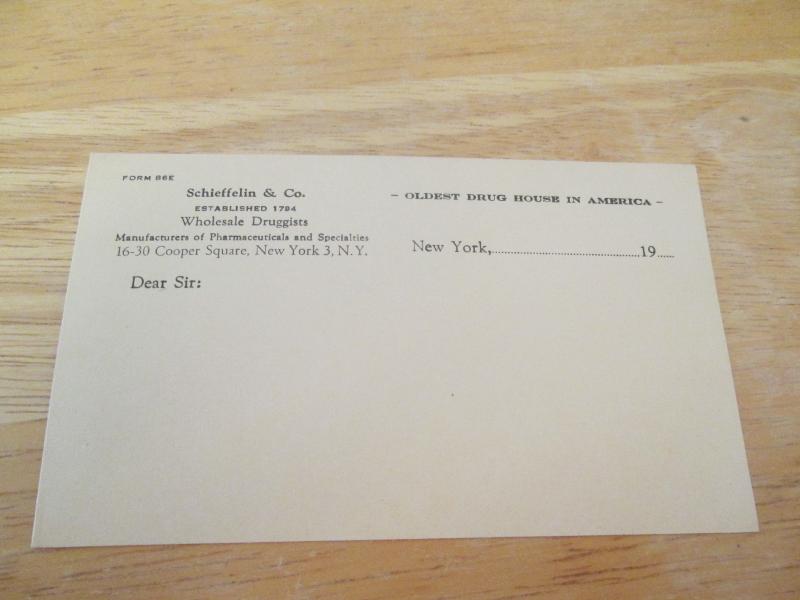 FORM 86E
Schieffelin & Co.
ESTABLISHED 1794
Wholesale Druggists
Manufacturers of Pharmaceuticals and Specialties
16-30 Cooper Square, New York 3, N.Y.
- OLDEST DRUG HOUSE IN AMERICA -
New York,........................................19......
Dear Sir: